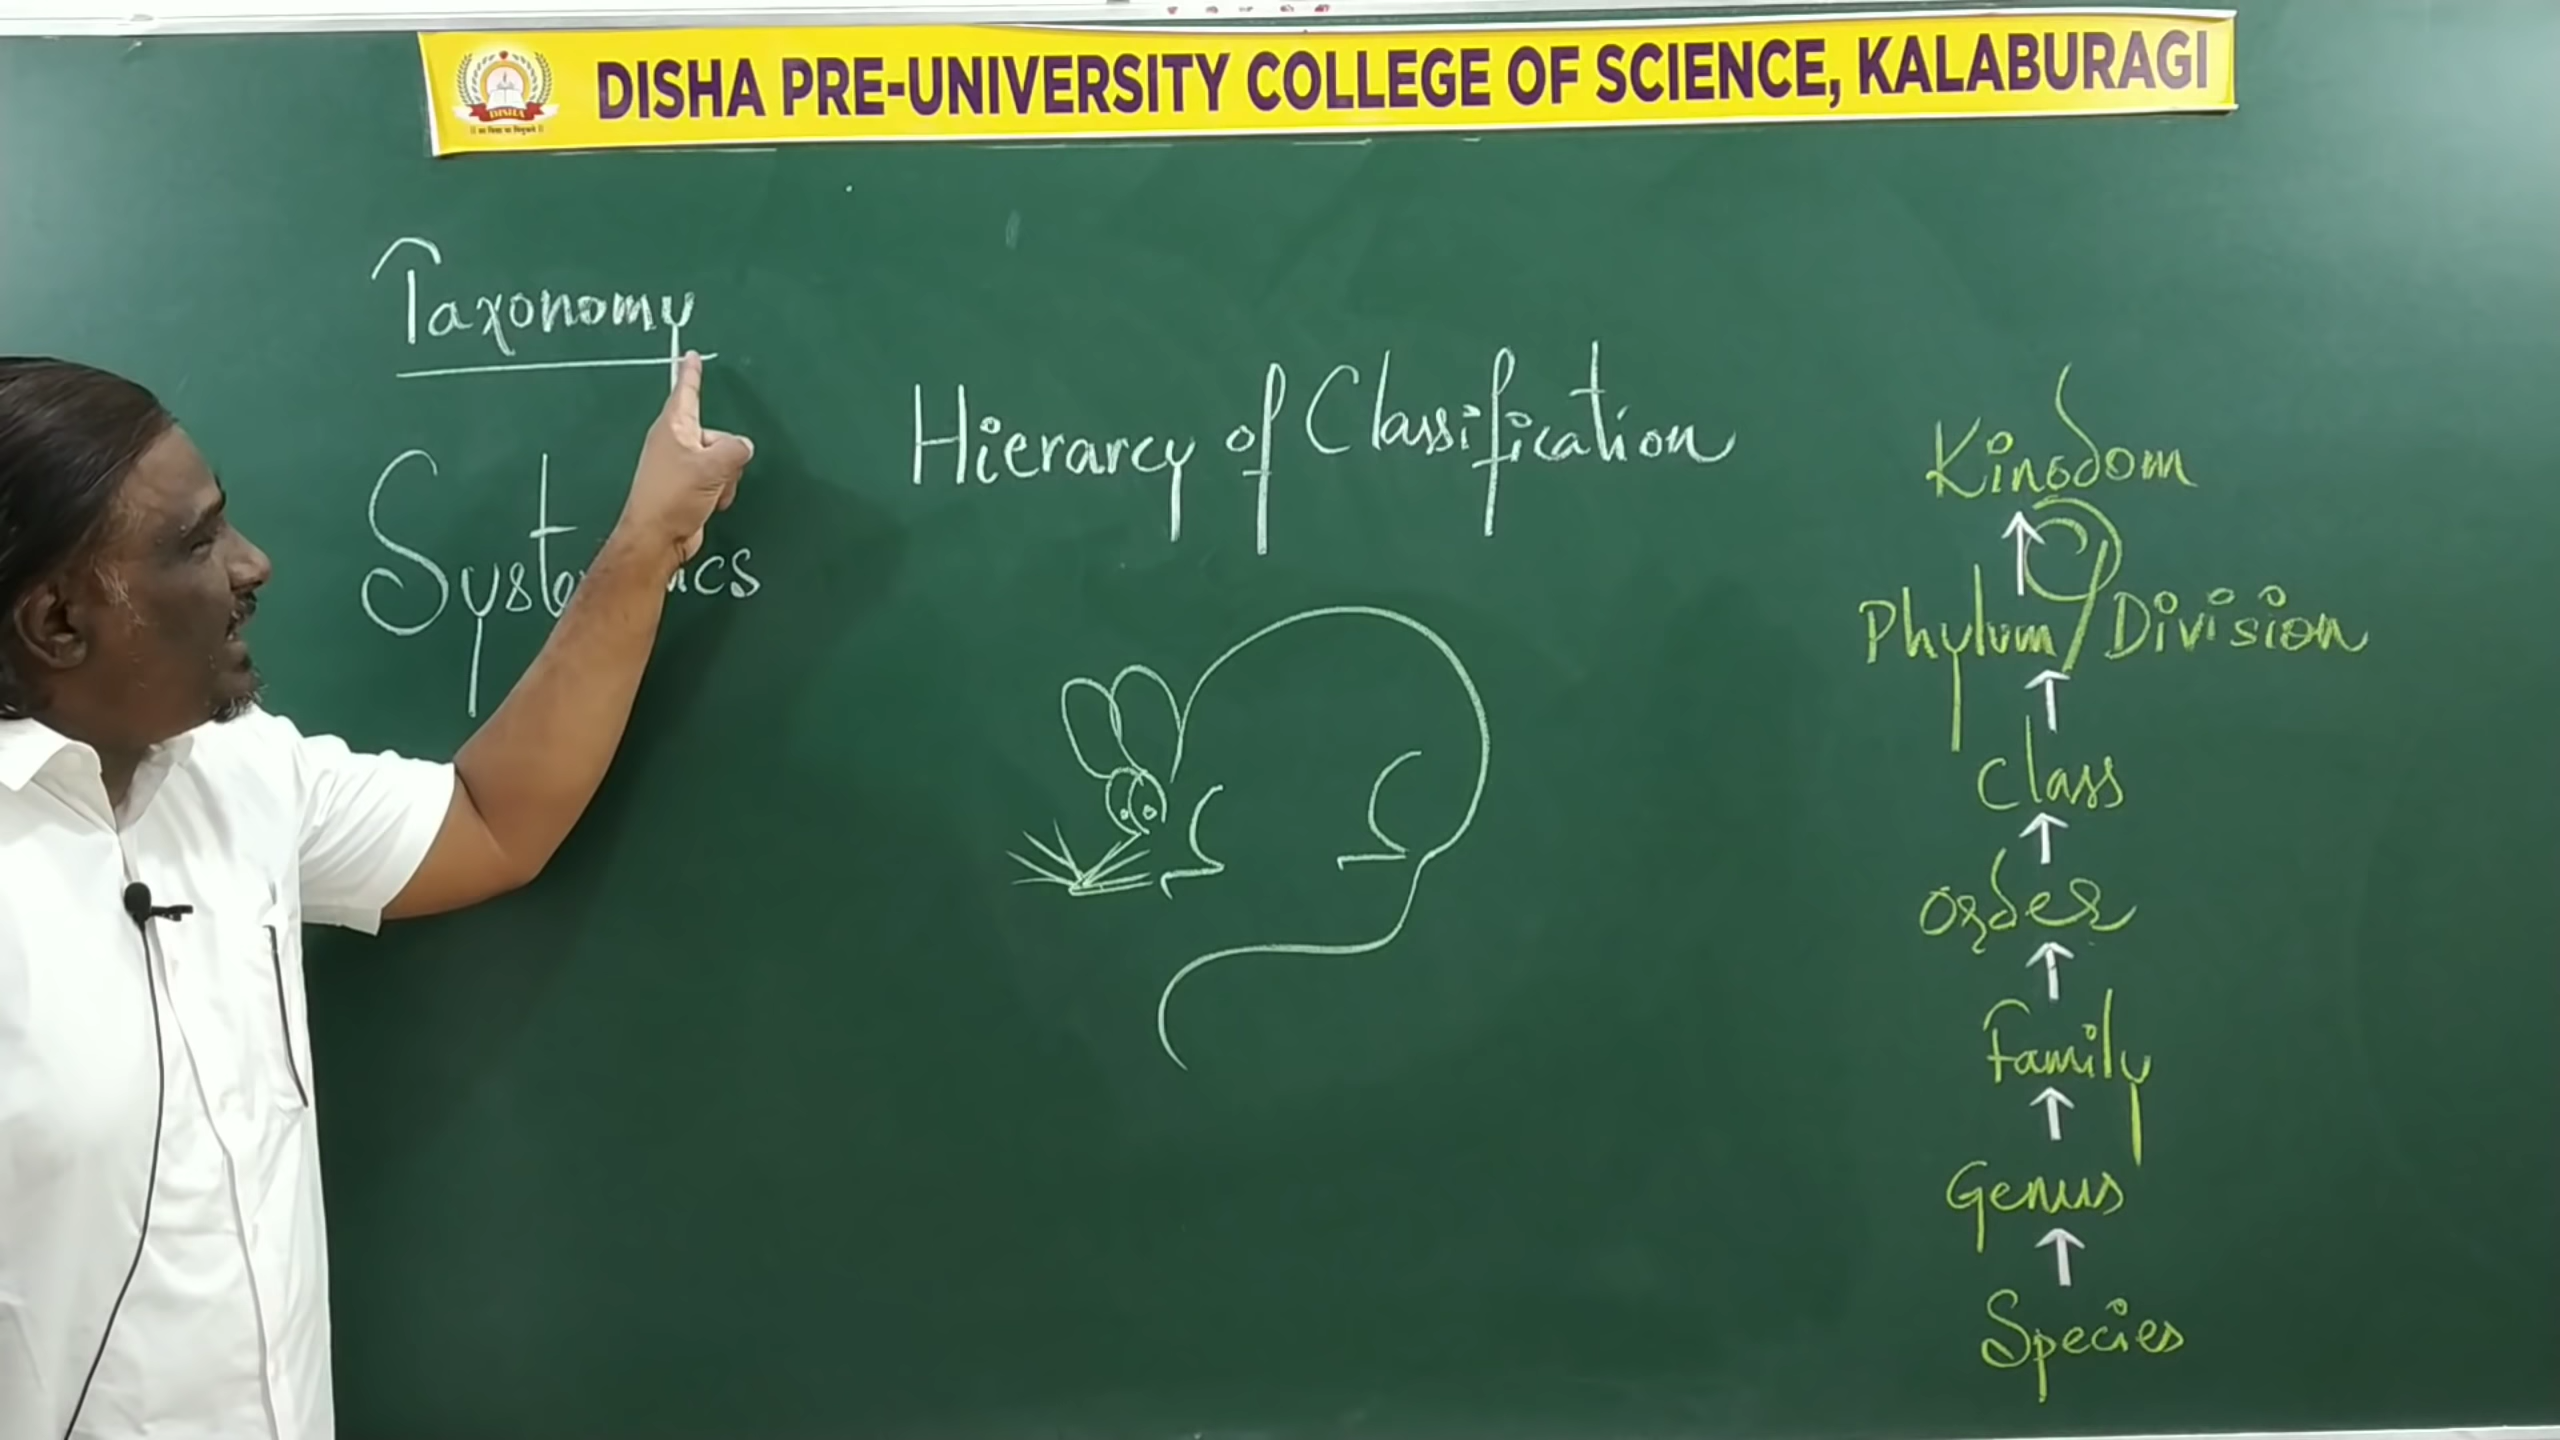 DISHA PRE-UNIVERSITY COLLEGE OF SCIENCE, KALABURAGI
DISHA
Taxonomy
Hierarcy of Classification
Kingdom
Phylum/Division
Class
Order
Family
Genus
Species